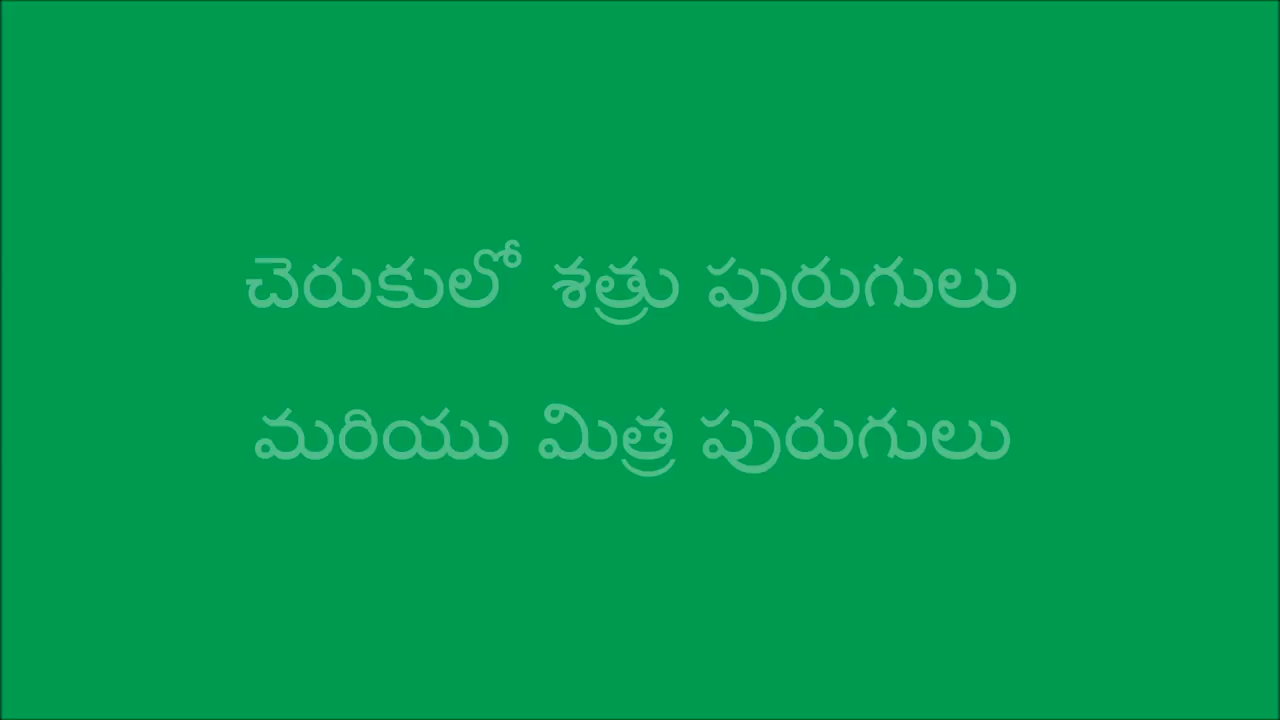 చెరుకులో శత్రు పురుగులు
మరియు మిత్ర పురుగులు